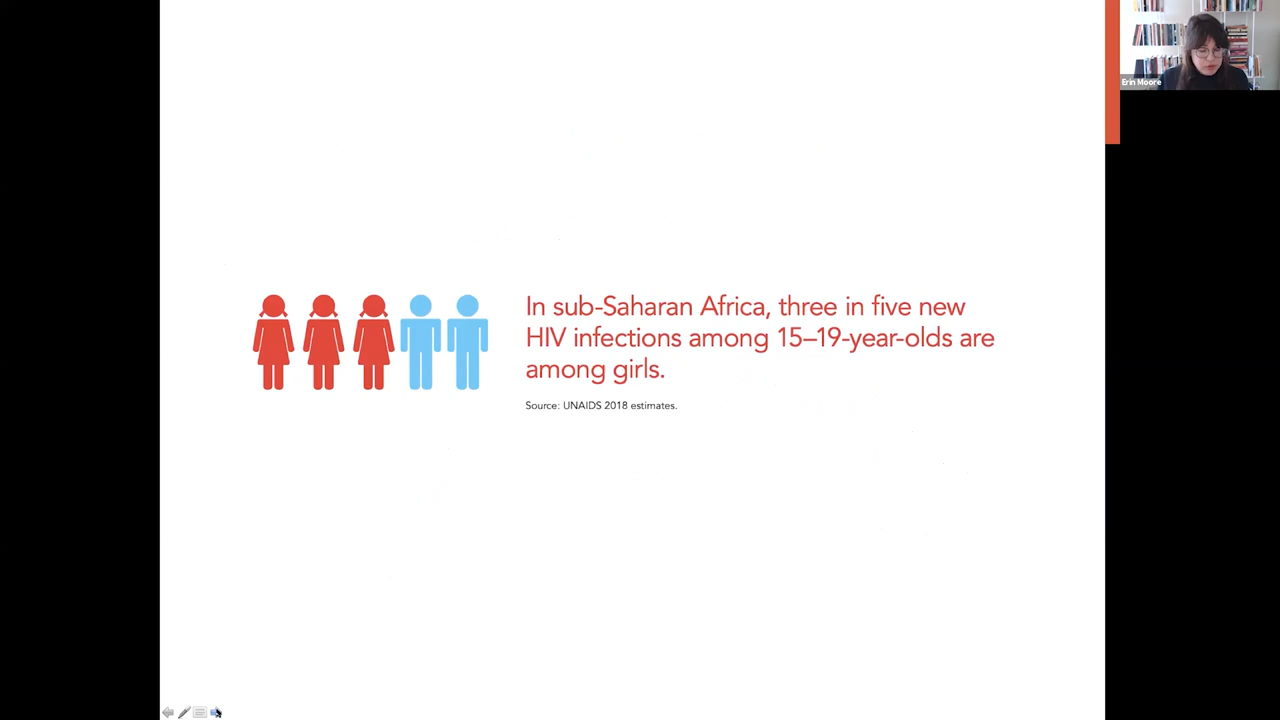 Erin Moore
In sub-Saharan Africa, three in five new
HIV infections among 15–19-year-olds are
among girls.
Source: UNAIDS 2018 estimates.